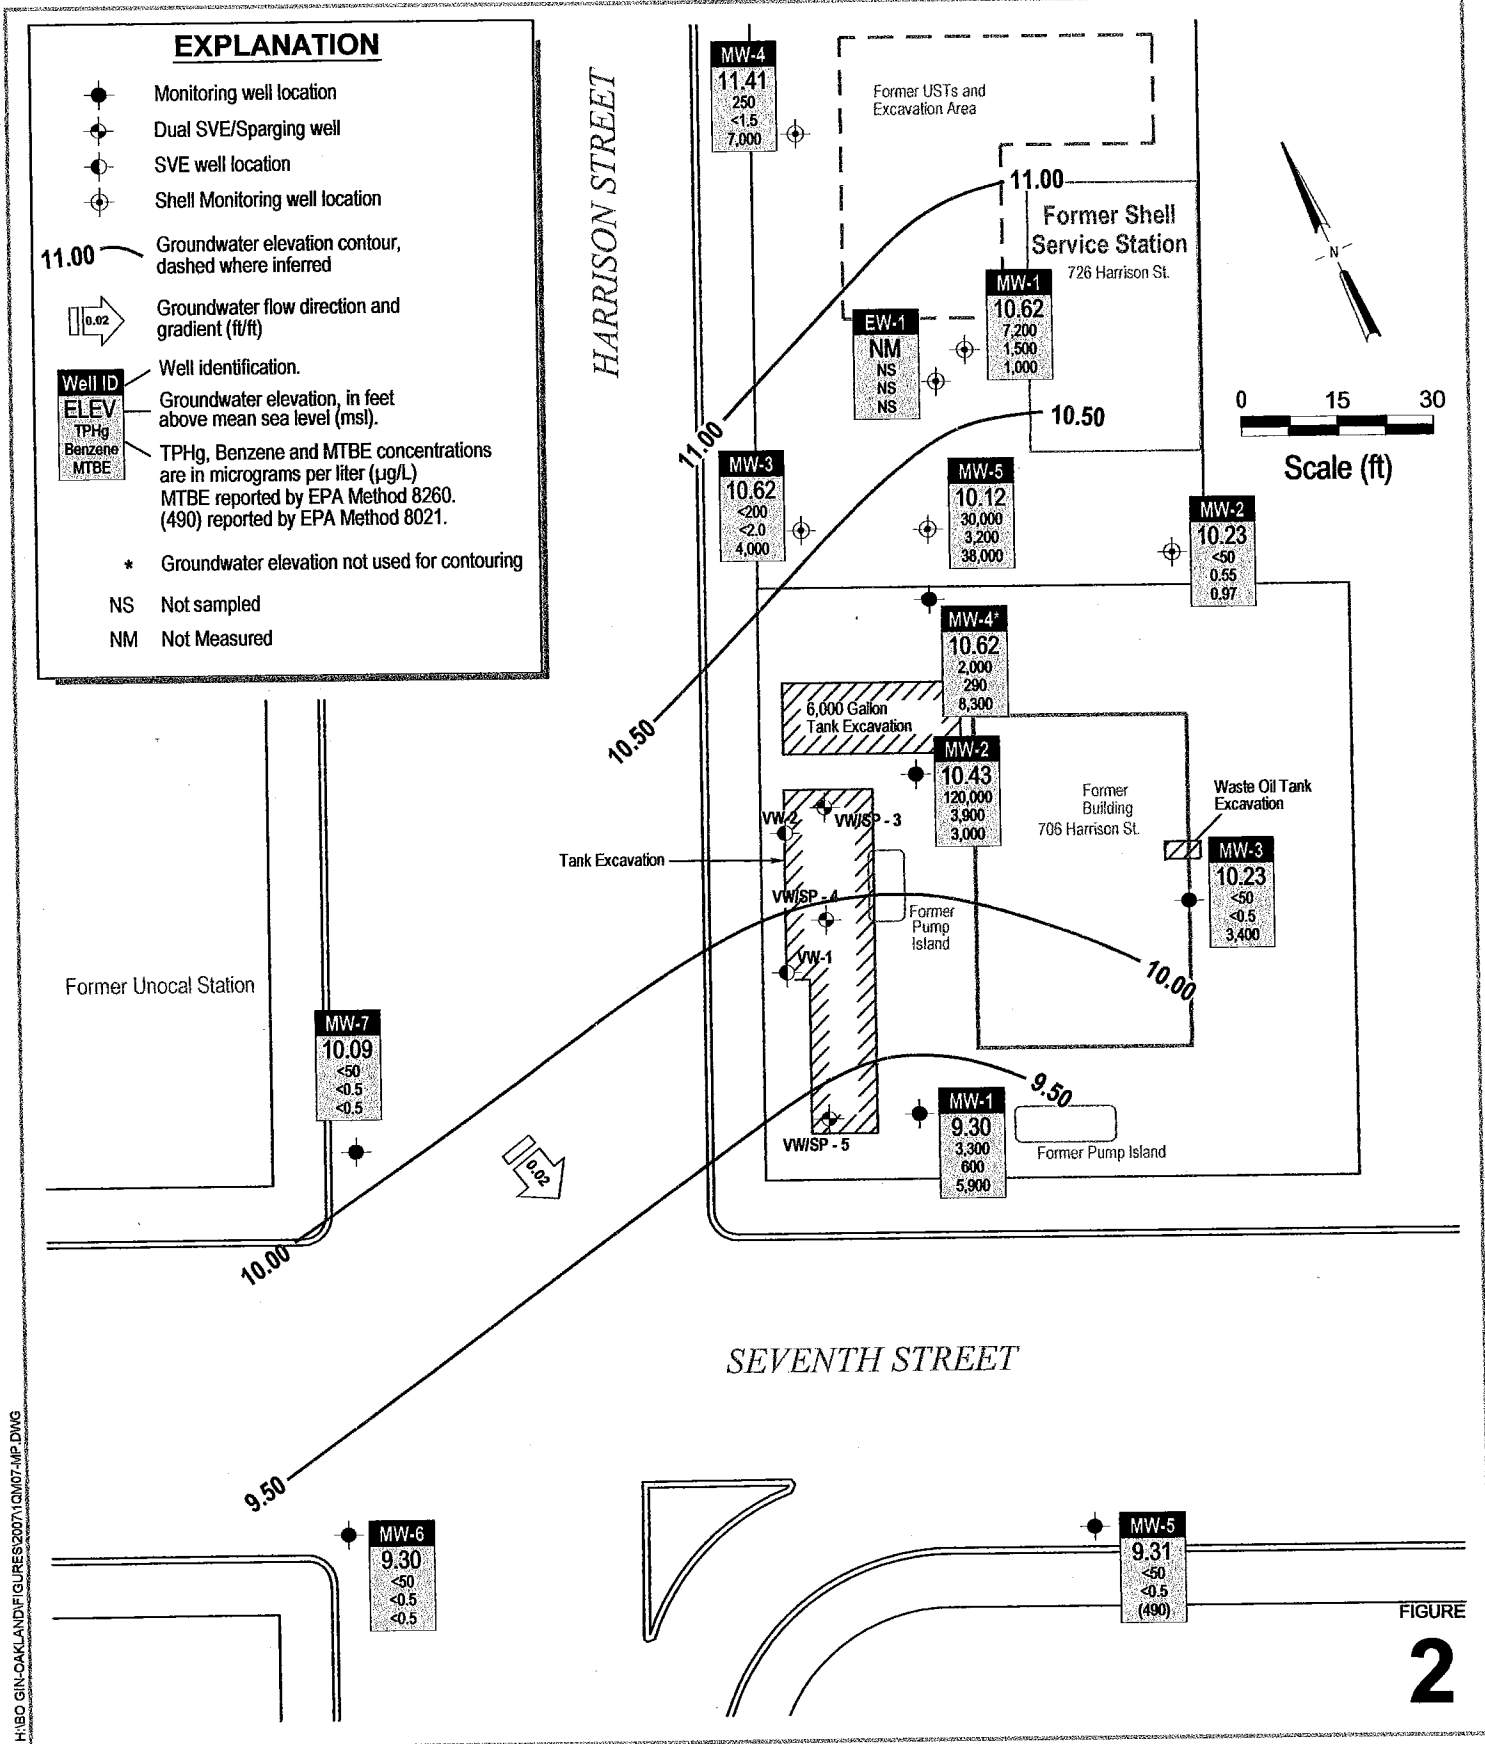 EXPLANATION
Monitoring well location
Dual SVE/Sparging well
SVE well location
Shell Monitoring well location
11.00
Groundwater elevation contour,
dashed where inferred
0.02
Groundwater flow direction and
gradient (ft/ft)
Well ID
ELEV
TPHg
Benzene
MTBE
Well identification.
Groundwater elevation, in feet
above mean sea level (msl).
TPHg, Benzene and MTBE concentrations
are in micrograms per liter (µg/L)
MTBE reported by EPA Method 8260.
(490) reported by EPA Method 8021.
* Groundwater elevation not used for contouring
NS Not sampled
NM Not Measured
HARRISON STREET
MW-4
11.41
250
<1.5
7,000
Former USTs and
Excavation Area
11.00
Former Shell
Service Station
726 Harrison St.
N
MW-1
10.62
7,200
1,500
1,000
EW-1
NM
NS
NS
NS
0 15 30
Scale (ft)
10.50
11.00
MW-3
10.62
<200
<2.0
4,000
MW-5
10.12
30,000
3,200
38,000
MW-2
10.23
<50
0.55
0.97
MW-4*
10.62
2,000
290
8,300
6,000 Gallon
Tank Excavation
10.50
MW-2
10.43
120,000
3,900
3,000
Former
Building
706 Harrison St.
Waste Oil Tank
Excavation
VW-2
VW/SP - 3
Tank Excavation
MW-3
10.23
<50
<0.5
3,400
VW/SP - 4
Former
Pump
Island
VW-1
10.00
Former Unocal Station
MW-7
10.09
<50
<0.5
<0.5
9.50
MW-1
9.30
3,300
600
5,900
VW/SP - 5
Former Pump Island
0.02
10.00
SEVENTH STREET
9.50
MW-6
9.30
<50
<0.5
<0.5
MW-5
9.31
<50
<0.5
(490)
FIGURE
2
H:\BO GIN-OAKLAND\FIGURES\2007\1QM07-MP.DWG